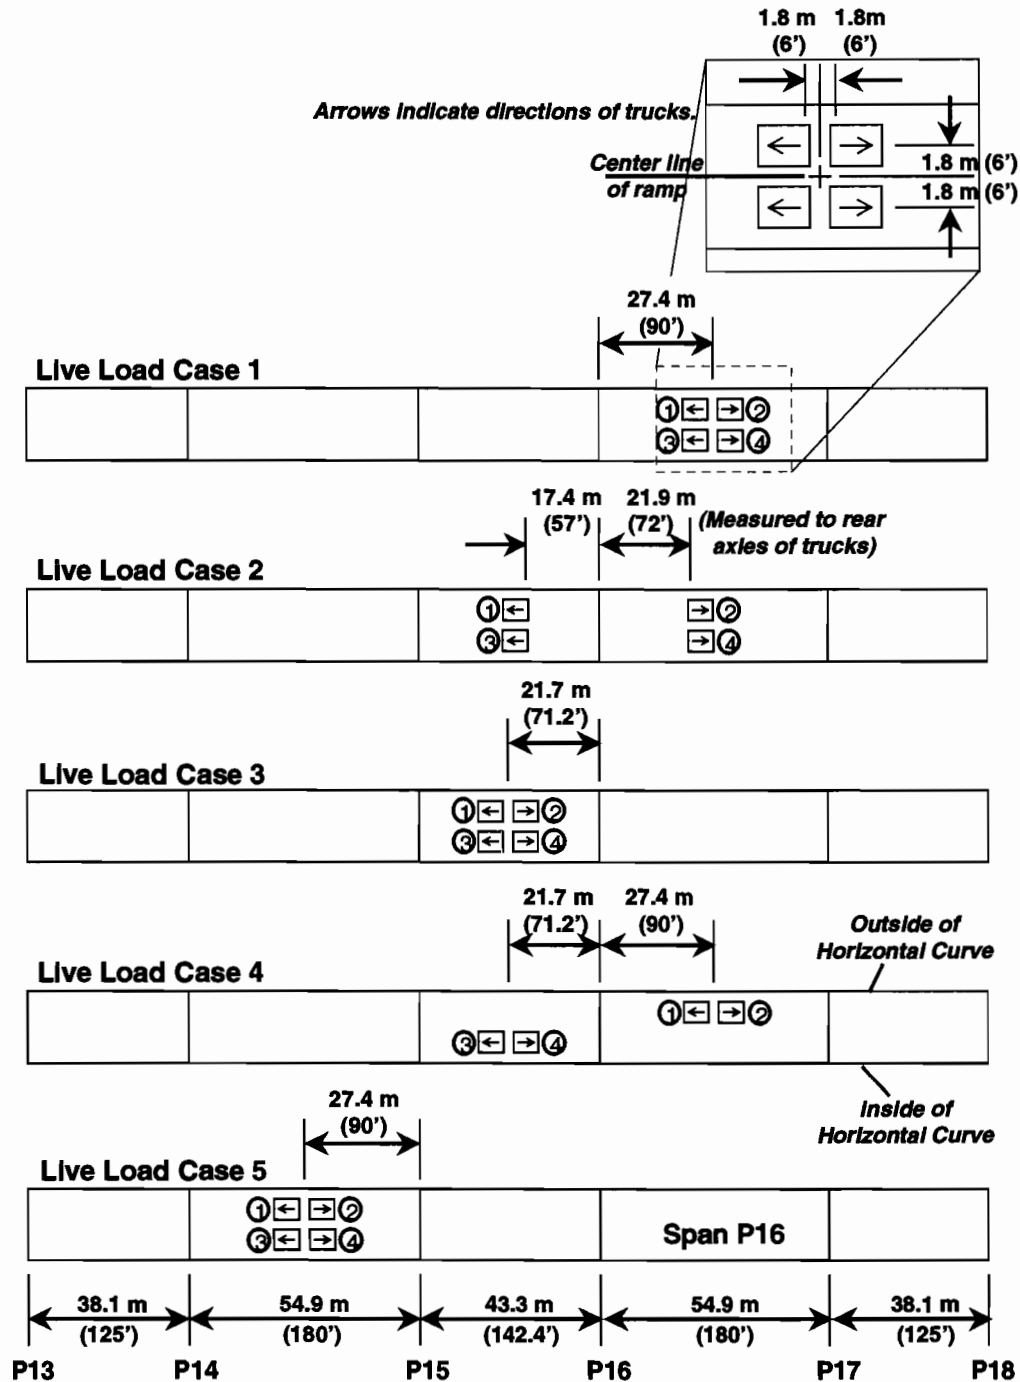 1.8 m 1.8m
(6') (6')
Arrows indicate directions of trucks.
Center line
of ramp
1.8 m (6')
1.8 m (6')
27.4 m
(90')
Live Load Case 1
1 2
3 4
17.4 m 21.9 m (Measured to rear
(57') (72') axles of trucks)
Live Load Case 2
1 2
3 4
21.7 m
(71.2')
Live Load Case 3
1 2
3 4
21.7 m 27.4 m
(71.2') (90')
Outside of
Horizontal Curve
Live Load Case 4
1 2
3 4
Inside of
Horizontal Curve
27.4 m
(90')
Live Load Case 5
1 2
3 4
Span P16
38.1 m 54.9 m 43.3 m 54.9 m 38.1 m
(125') (180') (142.4') (180') (125')
P13 P14 P15 P16 P17 P18